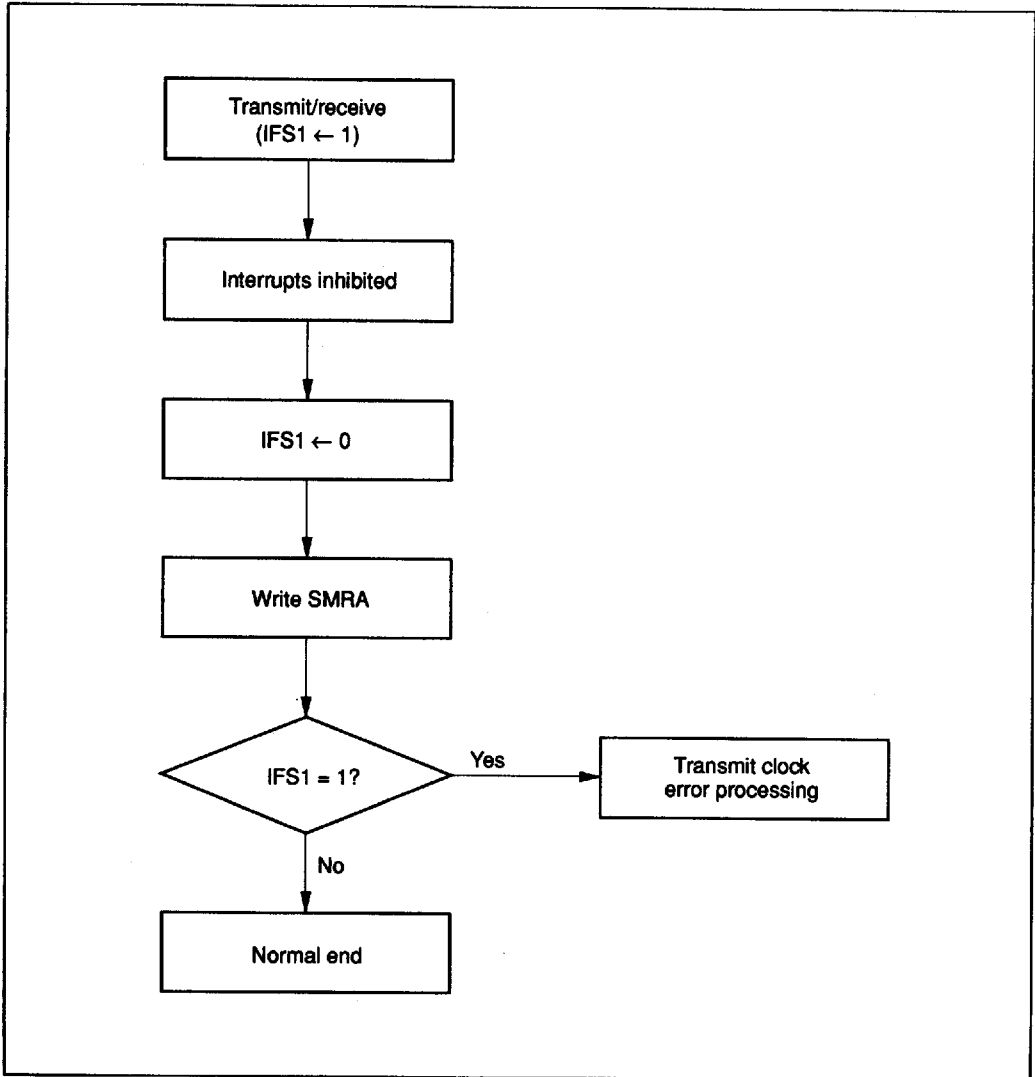 Transmit/receive
(IFS1 ← 1)
Interrupts inhibited
IFS1 ← 0
Write SMRA
IFS1 = 1?
Yes
Transmit clock
error processing
No
Normal end